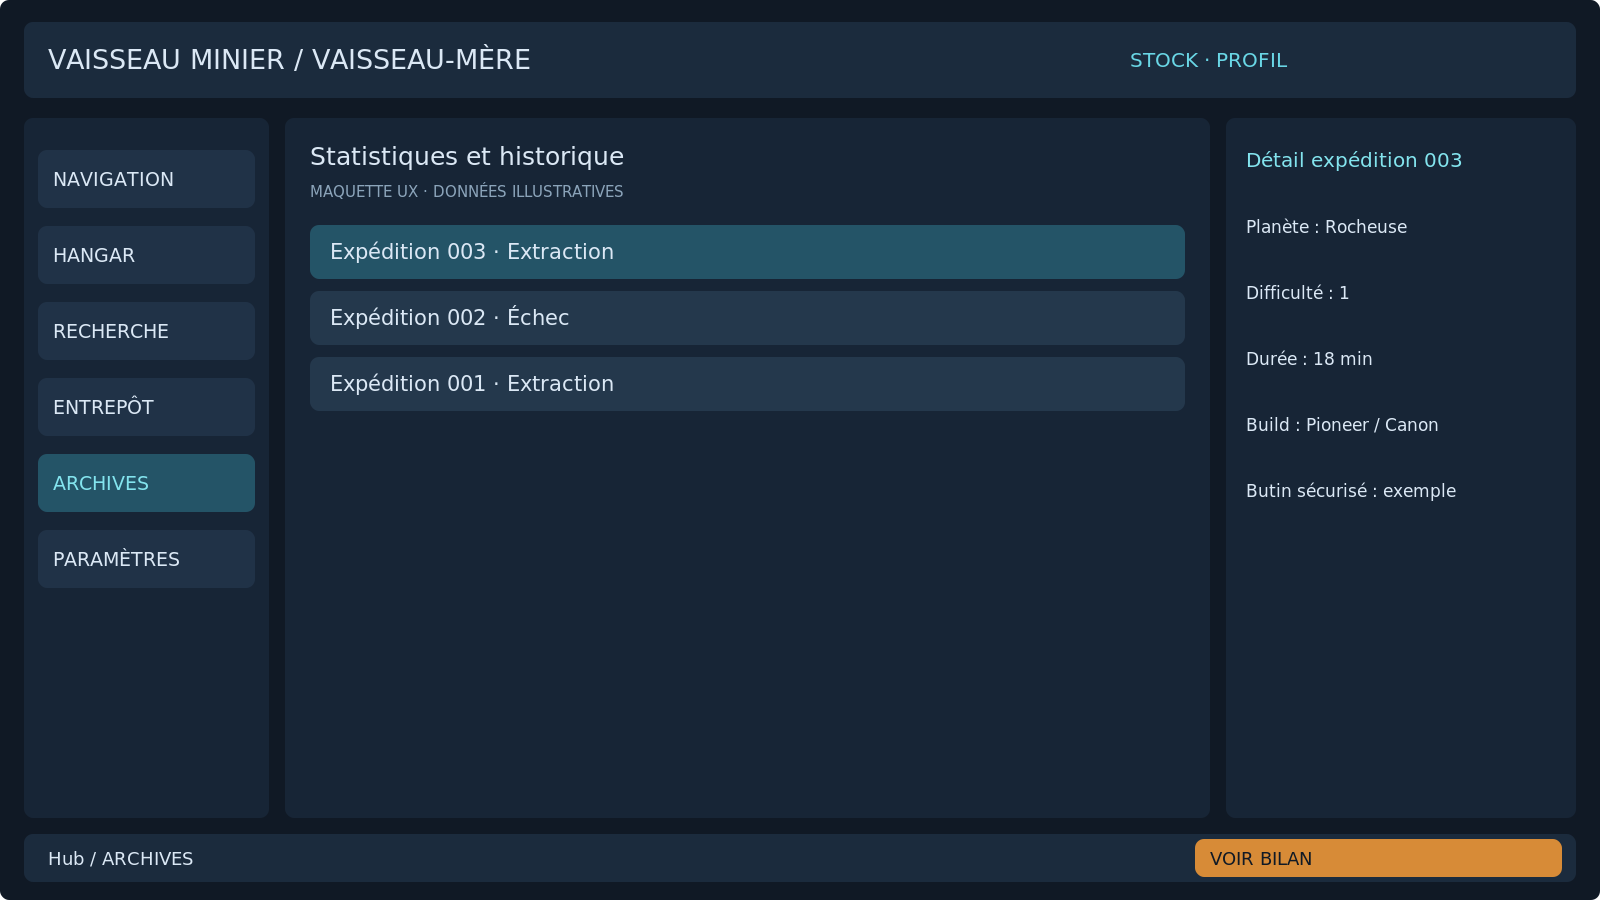 VAISSEAU MINIER / VAISSEAU-MÈRE
STOCK · PROFIL
NAVIGATION
HANGAR
RECHERCHE
ENTREPÔT
ARCHIVES
PARAMÈTRES
Statistiques et historique
MAQUETTE UX · DONNÉES ILLUSTRATIVES
Expédition 003 · Extraction
Expédition 002 · Échec
Expédition 001 · Extraction
Détail expédition 003
Planète : Rocheuse
Difficulté : 1
Durée : 18 min
Build : Pioneer / Canon
Butin sécurisé : exemple
Hub / ARCHIVES
VOIR BILAN